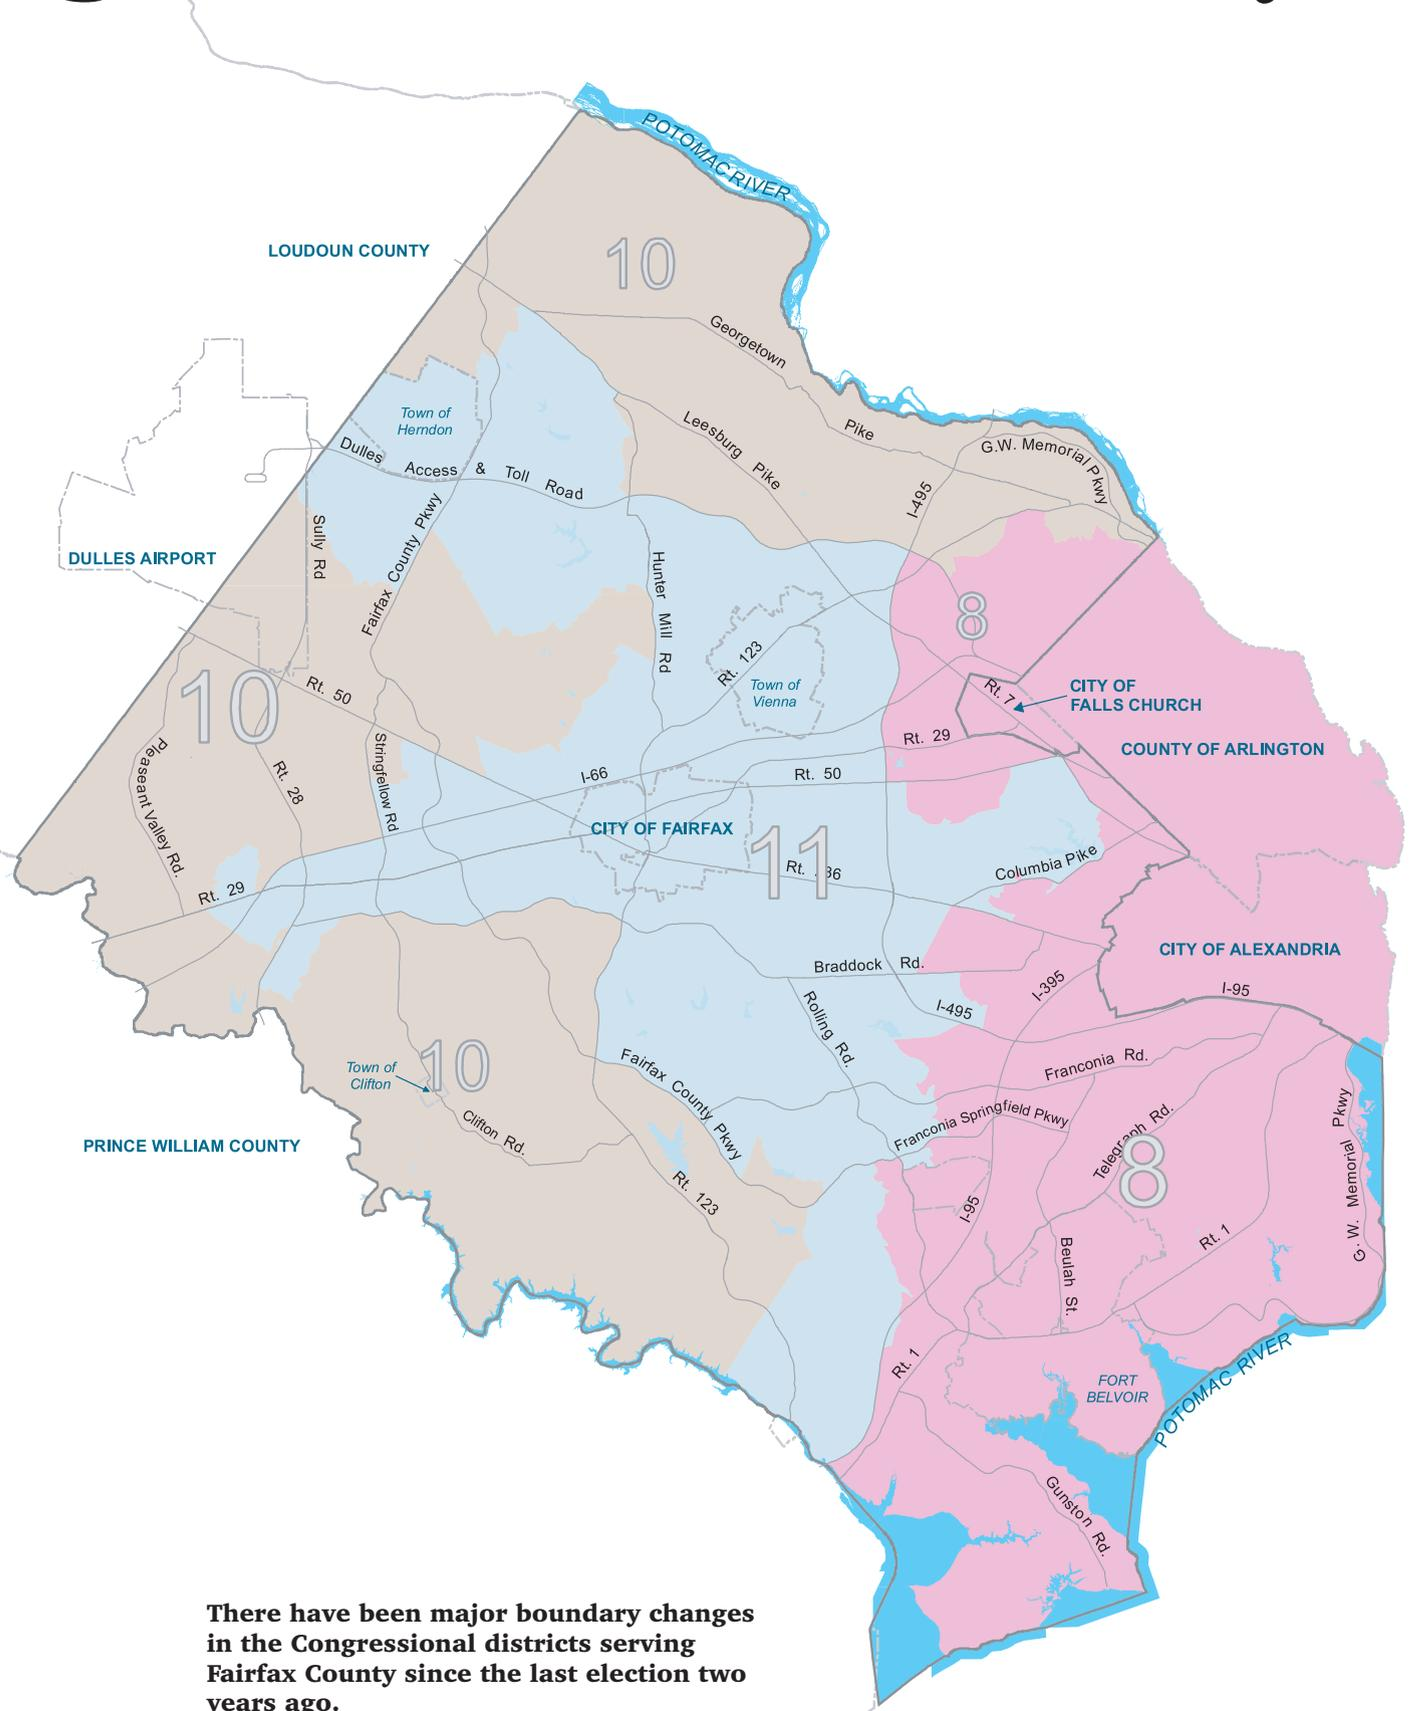 POTOMAC RIVER
LOUDOUN COUNTY
10
Georgetown
Pike
Leesburg Pike
G.W. Memorial Pkwy
I-495
Town of
Herndon
Dulles Access & Toll Road
Sully Rd
Fairfax County Pkwy
DULLES AIRPORT
Hunter Mill Rd
8
Rt. 123
Town of
Vienna
Rt. 7
CITY OF
FALLS CHURCH
10
Rt. 50
Rt. 29
COUNTY OF ARLINGTON
Pleasant Valley Rd.
Rt. 28
Stringfellow Rd
I-66
Rt. 50
CITY OF FAIRFAX
11
Columbia Pike
Rt. 29
CITY OF ALEXANDRIA
Braddock Rd.
I-395
I-95
Rolling Rd.
I-495
Franconia Rd.
Town of
Clifton
10
Fairfax County Pkwy
Clifton Rd.
Franconia Springfield Pkwy
Telegraph Rd.
8
G. W. Memorial Pkwy
PRINCE WILLIAM COUNTY
Rt. 123
I-95
Beulah St.
Rt. 1
Rt. 1
FORT
BELVOIR
POTOMAC RIVER
Gunston Rd.
There have been major boundary changes
in the Congressional districts serving
Fairfax County since the last election two
years ago.